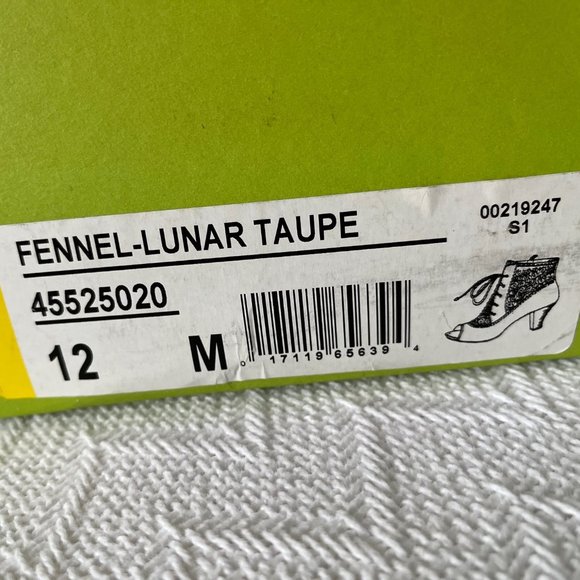 FENNEL-LUNAR TAUPE
00219247
S1
45525020
12 M
0 17119 65639 4